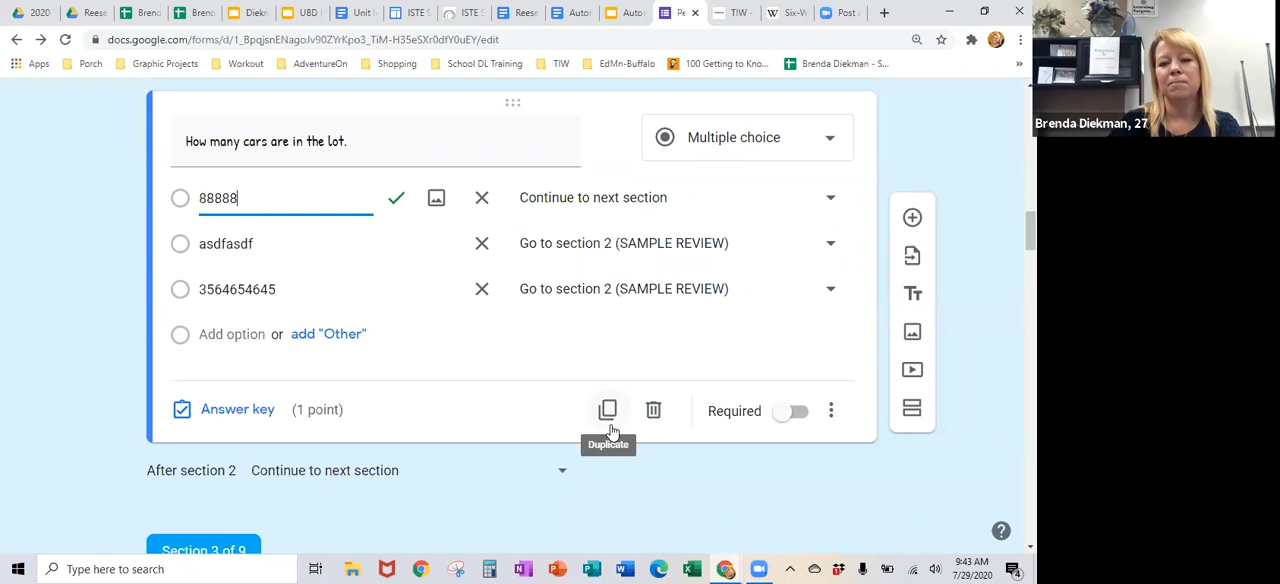 2020
Brend
Reese
Brend
Brena
Diekn
UBD
Unit
ISTE S
ISTE S
Reese
Autor
Autor
Pe
TIW -
Six-W
Post
docs.google.com/forms/d/1_BpqjsnENagoJv90ZYrKpo3_TiM-H35eSXr0dfY0uEY/edit
Apps Porch Graphic Projects Workout AdventureOn Shopping School DL Training TIW EdMn-Buffalo 100 Getting to Kno... Brenda Diekman - S... »
Brenda Diekman, 27
How many cars are in the lot.
Multiple choice
88888 Continue to next section
asdfasdf Go to section 2 (SAMPLE REVIEW)
3564654645 Go to section 2 (SAMPLE REVIEW)
Add option or add "Other"
Answer key (1 point) Required
Duplicate
After section 2 Continue to next section
Section 3 of 9
Type here to search
9:43 AM
7/29/2020
4